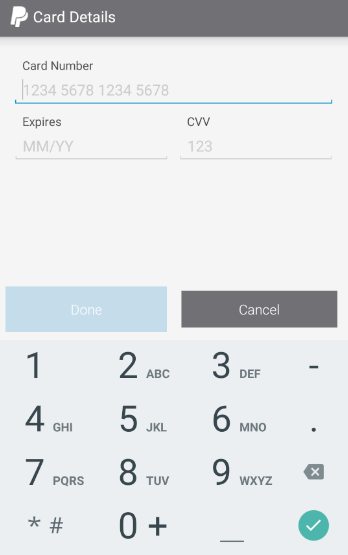 Card Details
Card Number
1234 5678 1234 5678
Expires CVV
MM/YY 123
Done Cancel
1 2 ABC 3 DEF -
4 GHI 5 JKL 6 MNO .
7 PQRS 8 TUV 9 WXYZ
* # 0 + _